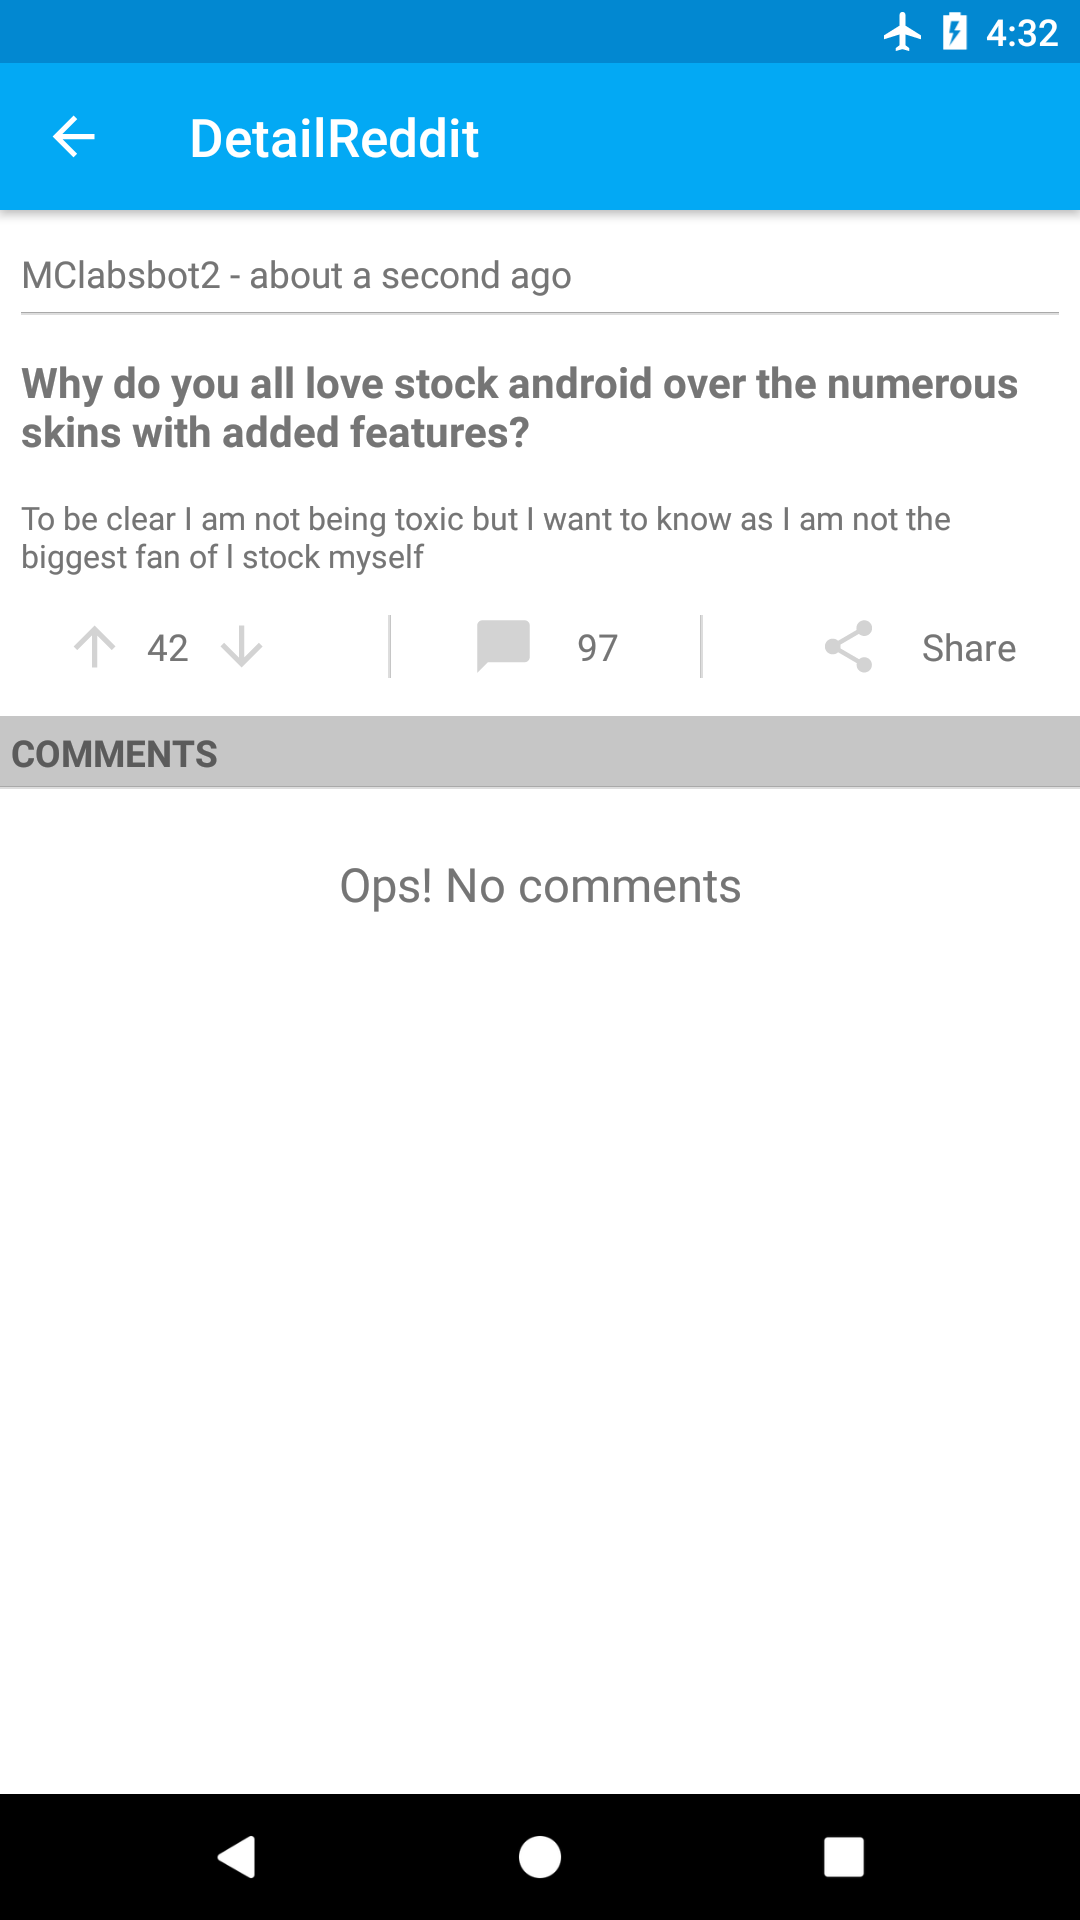 4:32
DetailReddit
MClabsbot2 - about a second ago
Why do you all love stock android over the numerous
skins with added features?
To be clear I am not being toxic but I want to know as I am not the
biggest fan of l stock myself
42 97 Share
COMMENTS
Ops! No comments